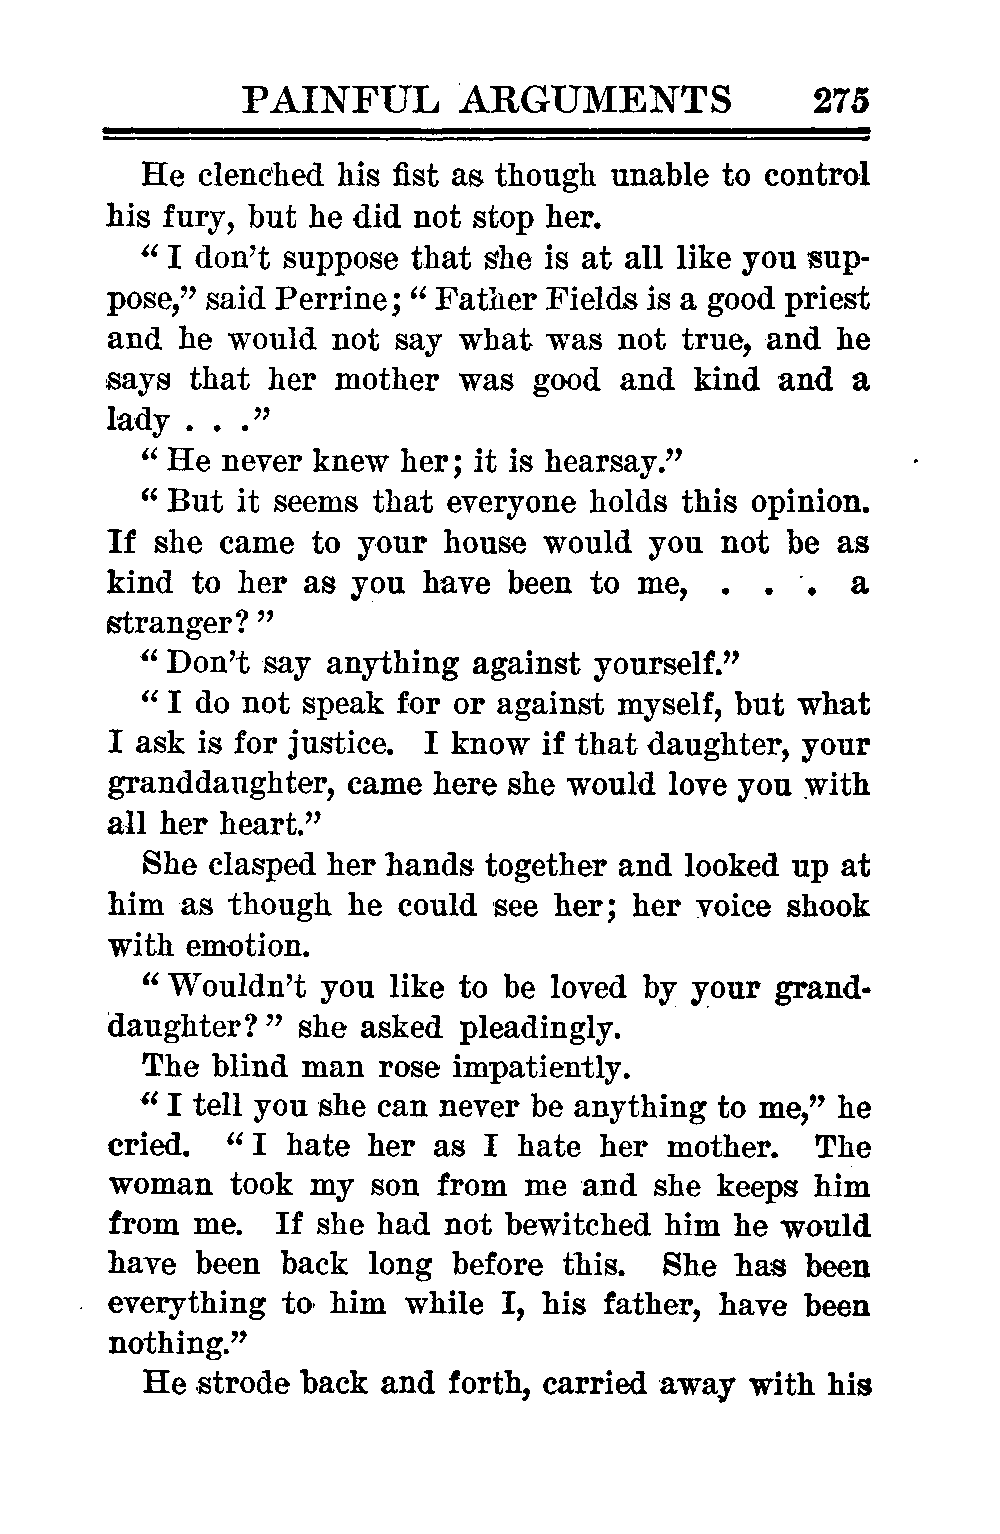 PAINFUL ARGUMENTS 275
He clenched his fist as though unable to control
his fury, but he did not stop her.
“ I don’t suppose that she is at all like you sup-
pose,” said Perrine; “ Father Fields is a good priest
and he would not say what was not true, and he
says that her mother was good and kind and a
lady . . .”
“ He never knew her; it is hearsay.”
“ But it seems that everyone holds this opinion.
If she came to your house would you not be as
kind to her as you have been to me, . . . a
stranger? ”
“ Don’t say anything against yourself.”
“ I do not speak for or against myself, but what
I ask is for justice. I know if that daughter, your
granddaughter, came here she would love you with
all her heart.”
She clasped her hands together and looked up at
him as though he could see her; her voice shook
with emotion.
“ Wouldn’t you like to be loved by your grand-
daughter? ” she asked pleadingly.
The blind man rose impatiently.
“ I tell you she can never be anything to me,” he
cried. “ I hate her as I hate her mother. The
woman took my son from me and she keeps him
from me. If she had not bewitched him he would
have been back long before this. She has been
everything to him while I, his father, have been
nothing.”
He strode back and forth, carried away with his